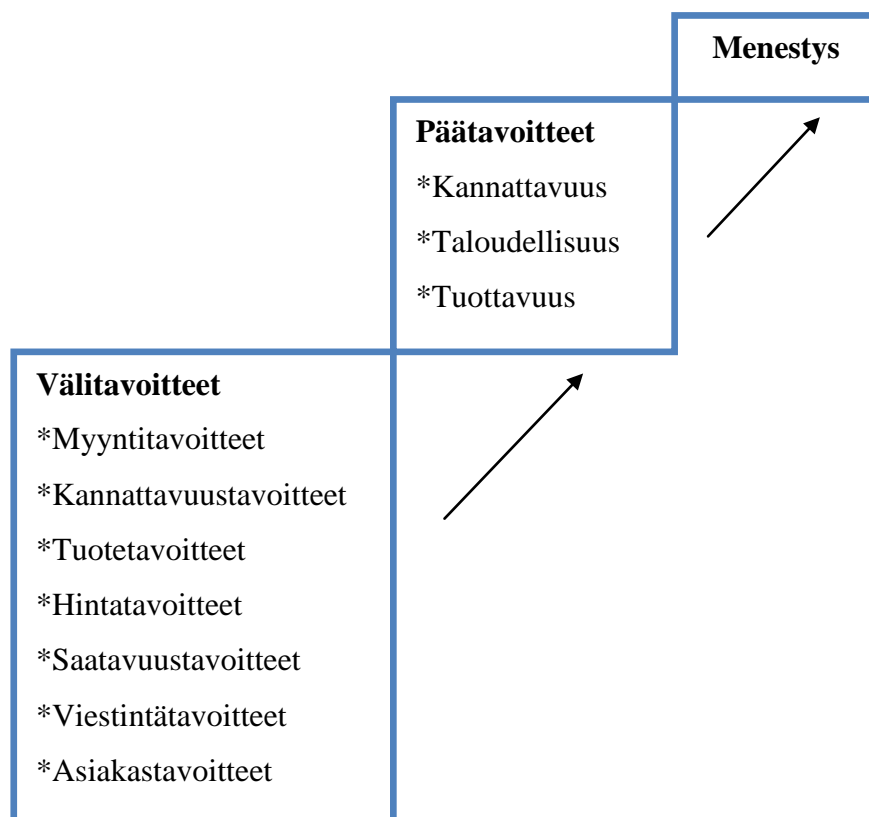 Menestys
Päätavoitteet
*Kannattavuus
*Taloudellisuus
*Tuottavuus
Välitavoitteet
*Myyntitavoitteet
*Kannattavuustavoitteet
*Tuotetavoitteet
*Hintatavoitteet
*Saatavuustavoitteet
*Viestintätavoitteet
*Asiakastavoitteet